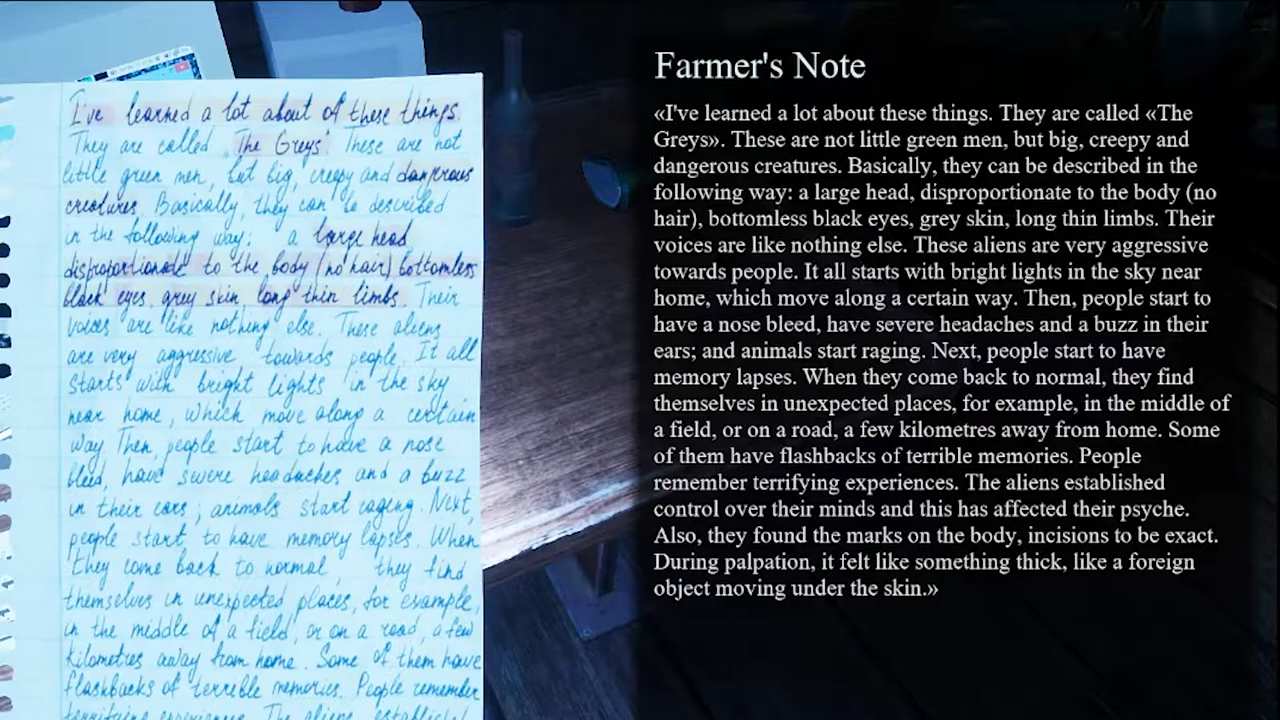 I've learned a lot about of these things.
They are called "The Greys" These are not
little green men, but big, creepy and dangerous
creatures. Basically, they can be described
in the following way: a large head
disproportionate to the body (no hair) bottomless
black eyes, grey skin, long thin limbs. Their
voices are like nothing else. These aliens
are very aggressive towards people. It all
starts with bright lights in the sky
near home, which move along a certain
way. Then, people start to have a nose
bleed, have severe headaches and a buzz
in their ears; animals start raging. Next,
people start to have memory lapses. When
they come back to normal, they find
themselves in unexpected places, for example,
in the middle of a field, or on a road, a few
kilometres away from home. Some of them have
flashbacks of terrible memories. People remember
terrifying experiences. The aliens established
Farmer's Note
«I've learned a lot about these things. They are called «The
Greys». These are not little green men, but big, creepy and
dangerous creatures. Basically, they can be described in the
following way: a large head, disproportionate to the body (no
hair), bottomless black eyes, grey skin, long thin limbs. Their
voices are like nothing else. These aliens are very aggressive
towards people. It all starts with bright lights in the sky near
home, which move along a certain way. Then, people start to
have a nose bleed, have severe headaches and a buzz in their
ears; and animals start raging. Next, people start to have
memory lapses. When they come back to normal, they find
themselves in unexpected places, for example, in the middle of
a field, or on a road, a few kilometres away from home. Some
of them have flashbacks of terrible memories. People
remember terrifying experiences. The aliens established
control over their minds and this has affected their psyche.
Also, they found the marks on the body, incisions to be exact.
During palpation, it felt like something thick, like a foreign
object moving under the skin.»